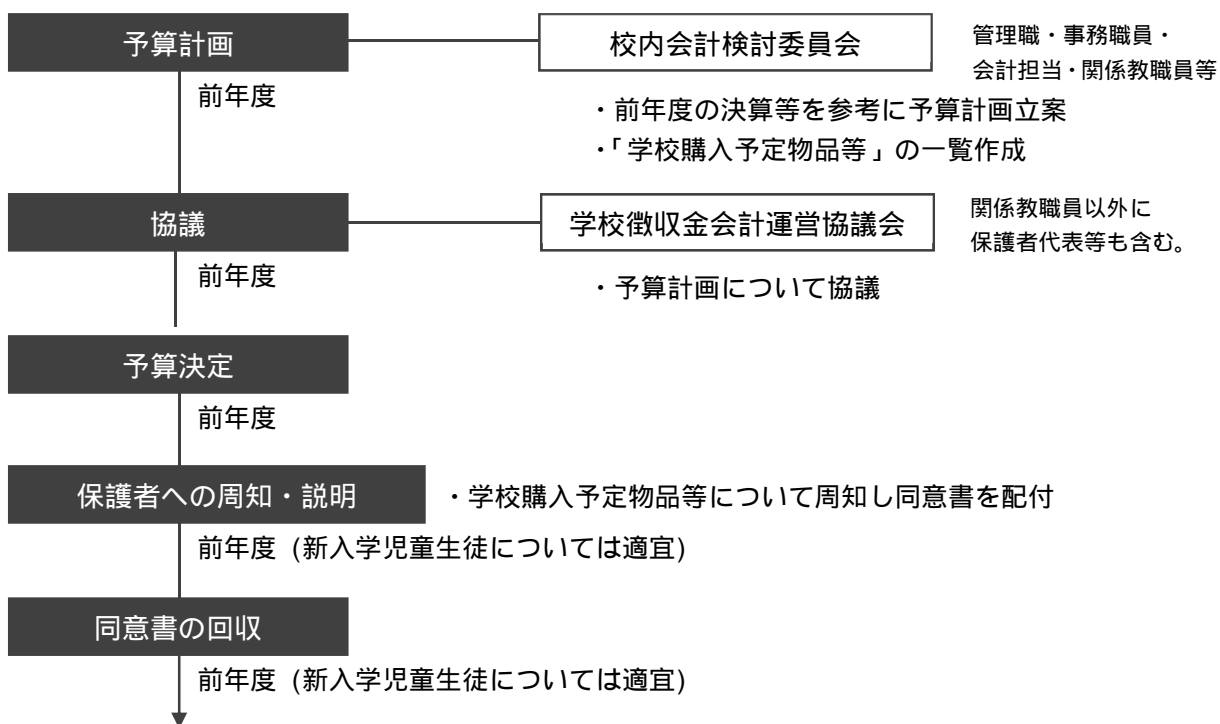 予算計画
校内会計検討委員会
管理職・事務職員・
会計担当・関係教職員等
前年度
・前年度の決算等を参考に予算計画立案
・「学校購入予定物品等」の一覧作成
協議
学校徴収金会計運営協議会
関係教職員以外に
保護者代表等も含む。
前年度
・予算計画について協議
予算決定
前年度
保護者への周知・説明
・学校購入予定物品等について周知し同意書を配付
前年度 (新入学児童生徒については適宜)
同意書の回収
前年度 (新入学児童生徒については適宜)